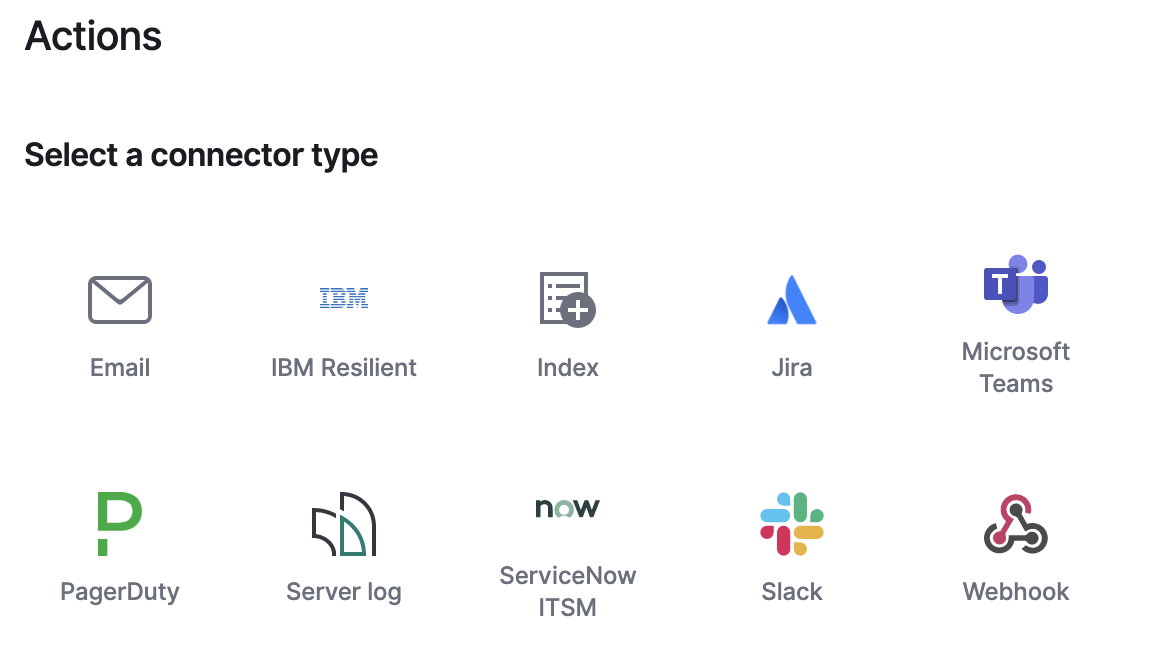 Actions
Select a connector type
IBM
T
Email
IBM Resilient
Index
Jira
Microsoft
Teams
P
now
PagerDuty
Server log
ServiceNow
ITSM
Slack
Webhook